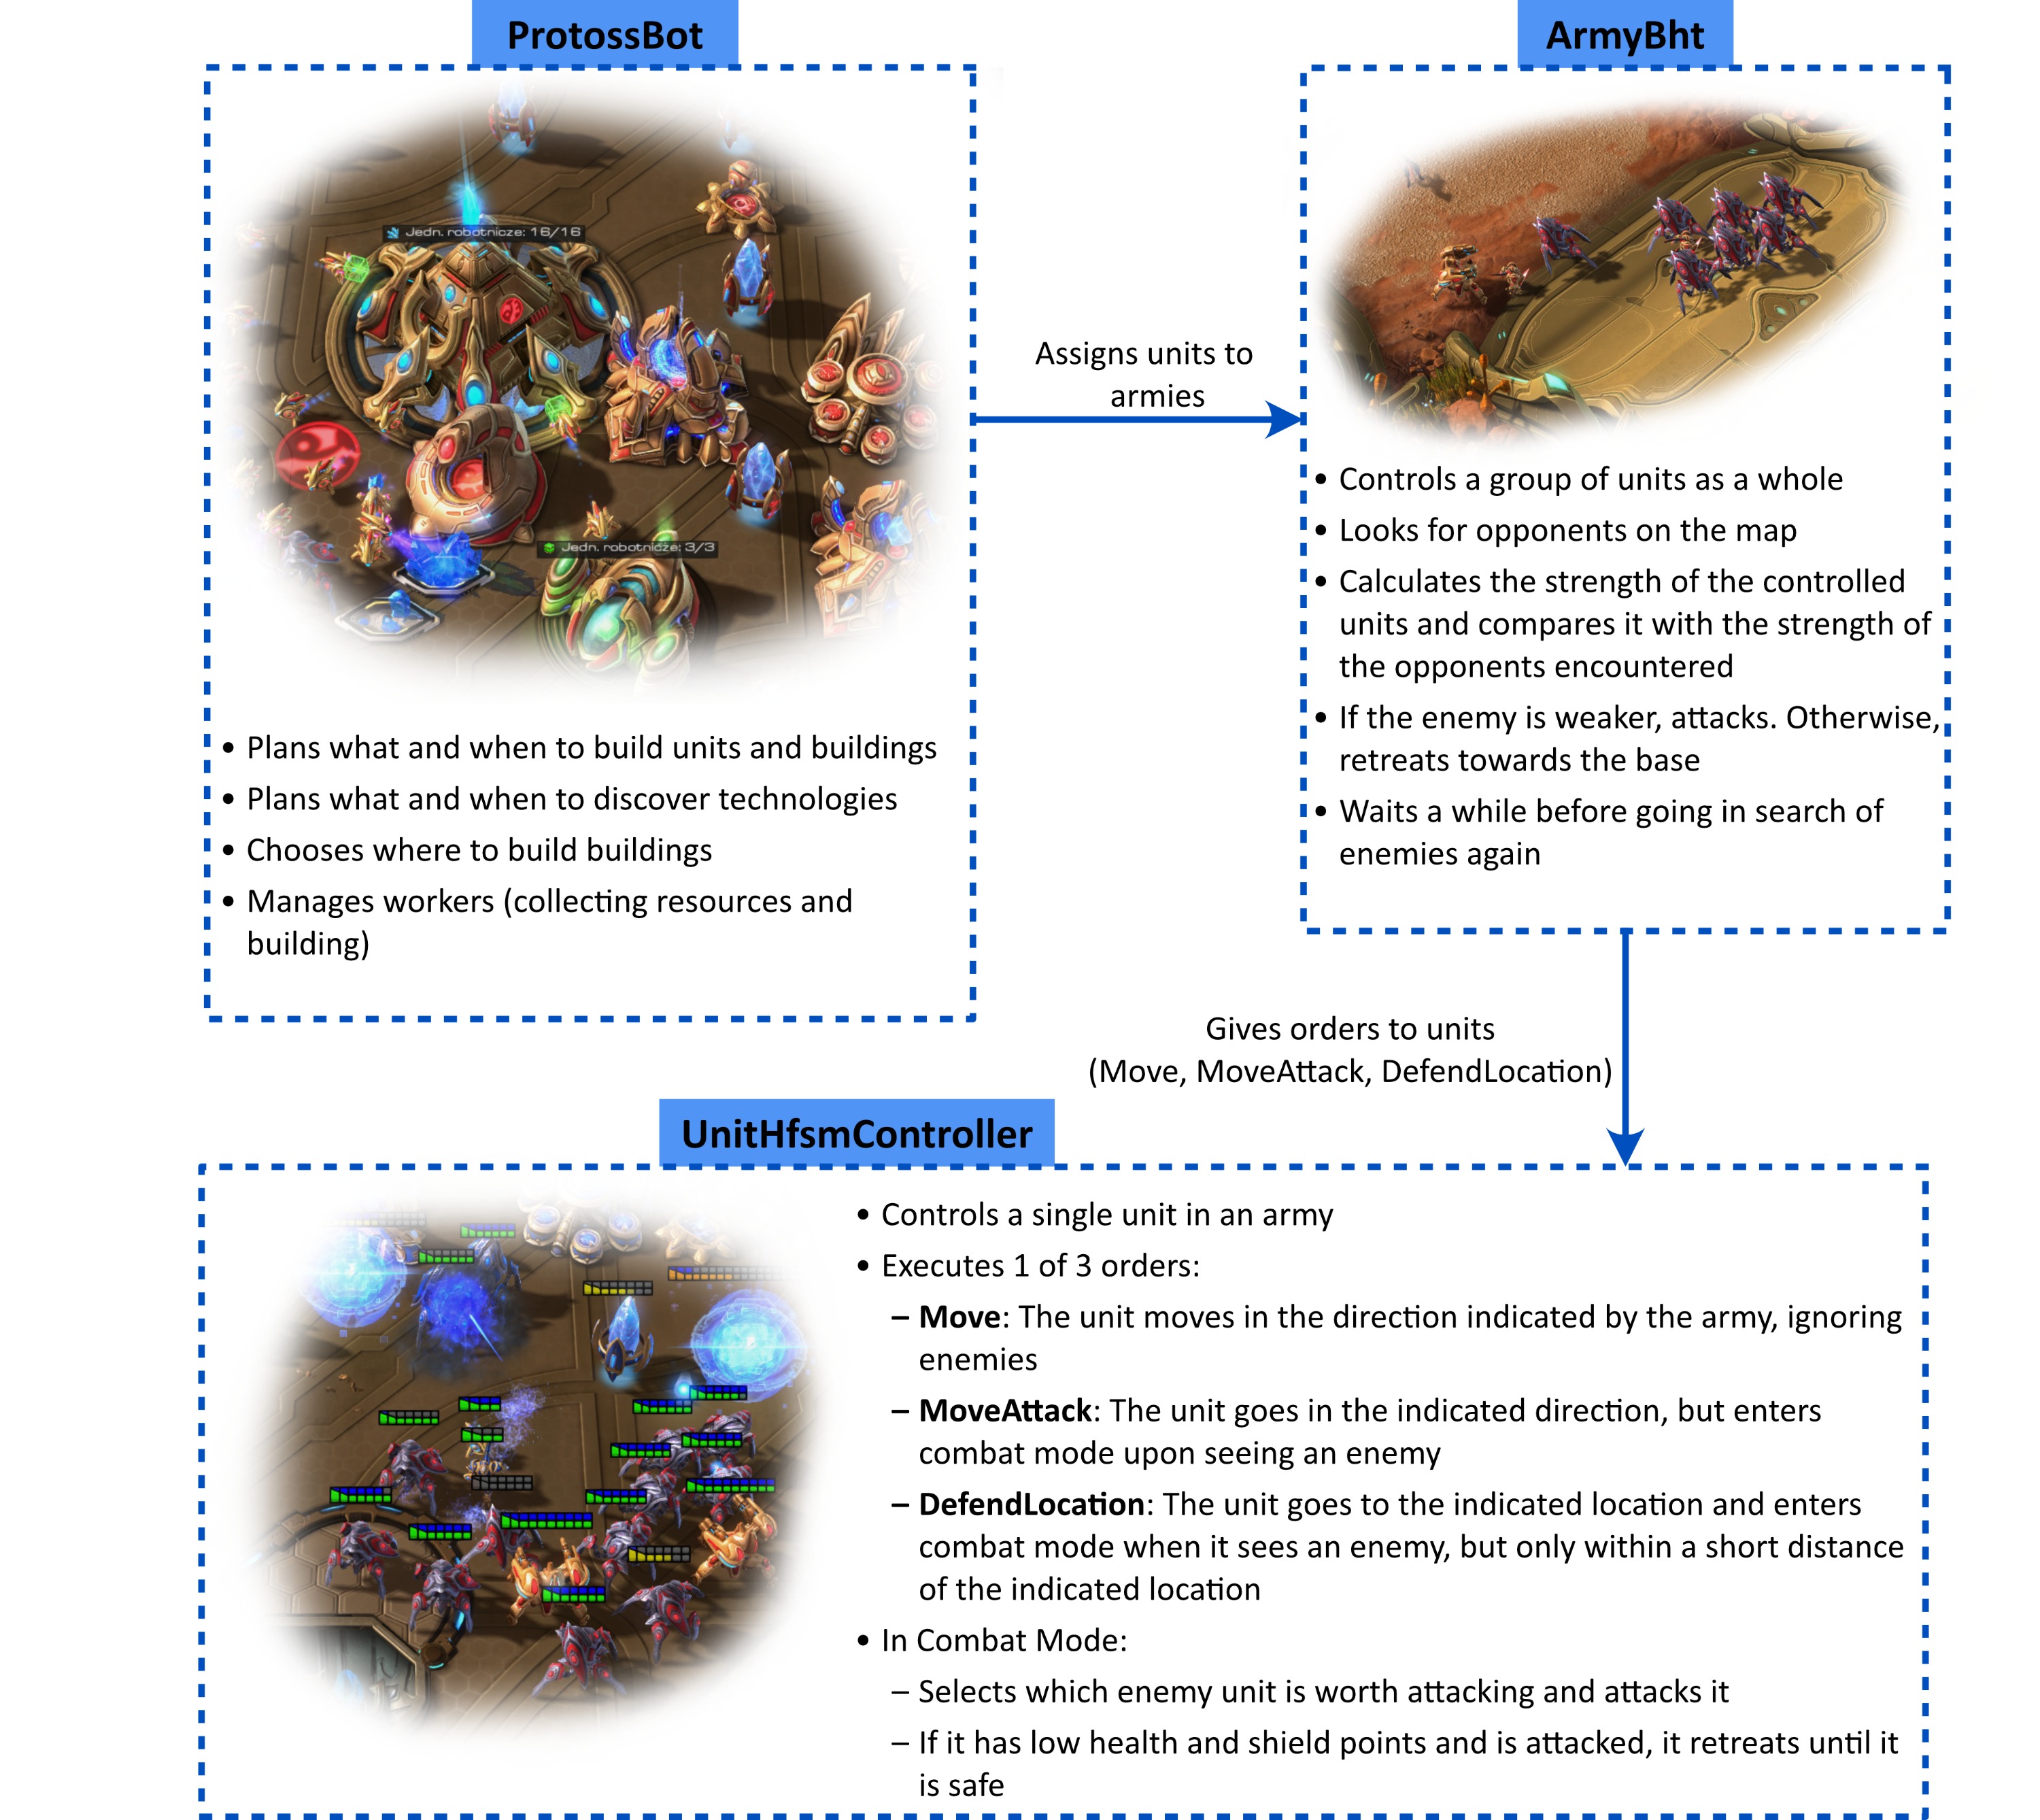 ProtossBot
Jedn. robotnicze: 16/16
Jedn. robotnicze: 3/3
• Plans what and when to build units and buildings
• Plans what and when to discover technologies
• Chooses where to build buildings
• Manages workers (collecting resources and
building)
Assigns units to
armies
ArmyBht
• Controls a group of units as a whole
• Looks for opponents on the map
• Calculates the strength of the controlled
units and compares it with the strength of
the opponents encountered
• If the enemy is weaker, attacks. Otherwise,
retreats towards the base
• Waits a while before going in search of
enemies again
Gives orders to units
(Move, MoveAttack, DefendLocation)
UnitHfsmController
• Controls a single unit in an army
• Executes 1 of 3 orders:
– Move: The unit moves in the direction indicated by the army, ignoring
enemies
– MoveAttack: The unit goes in the indicated direction, but enters
combat mode upon seeing an enemy
– DefendLocation: The unit goes to the indicated location and enters
combat mode when it sees an enemy, but only within a short distance
of the indicated location
• In Combat Mode:
– Selects which enemy unit is worth attacking and attacks it
– If it has low health and shield points and is attacked, it retreats until it
is safe